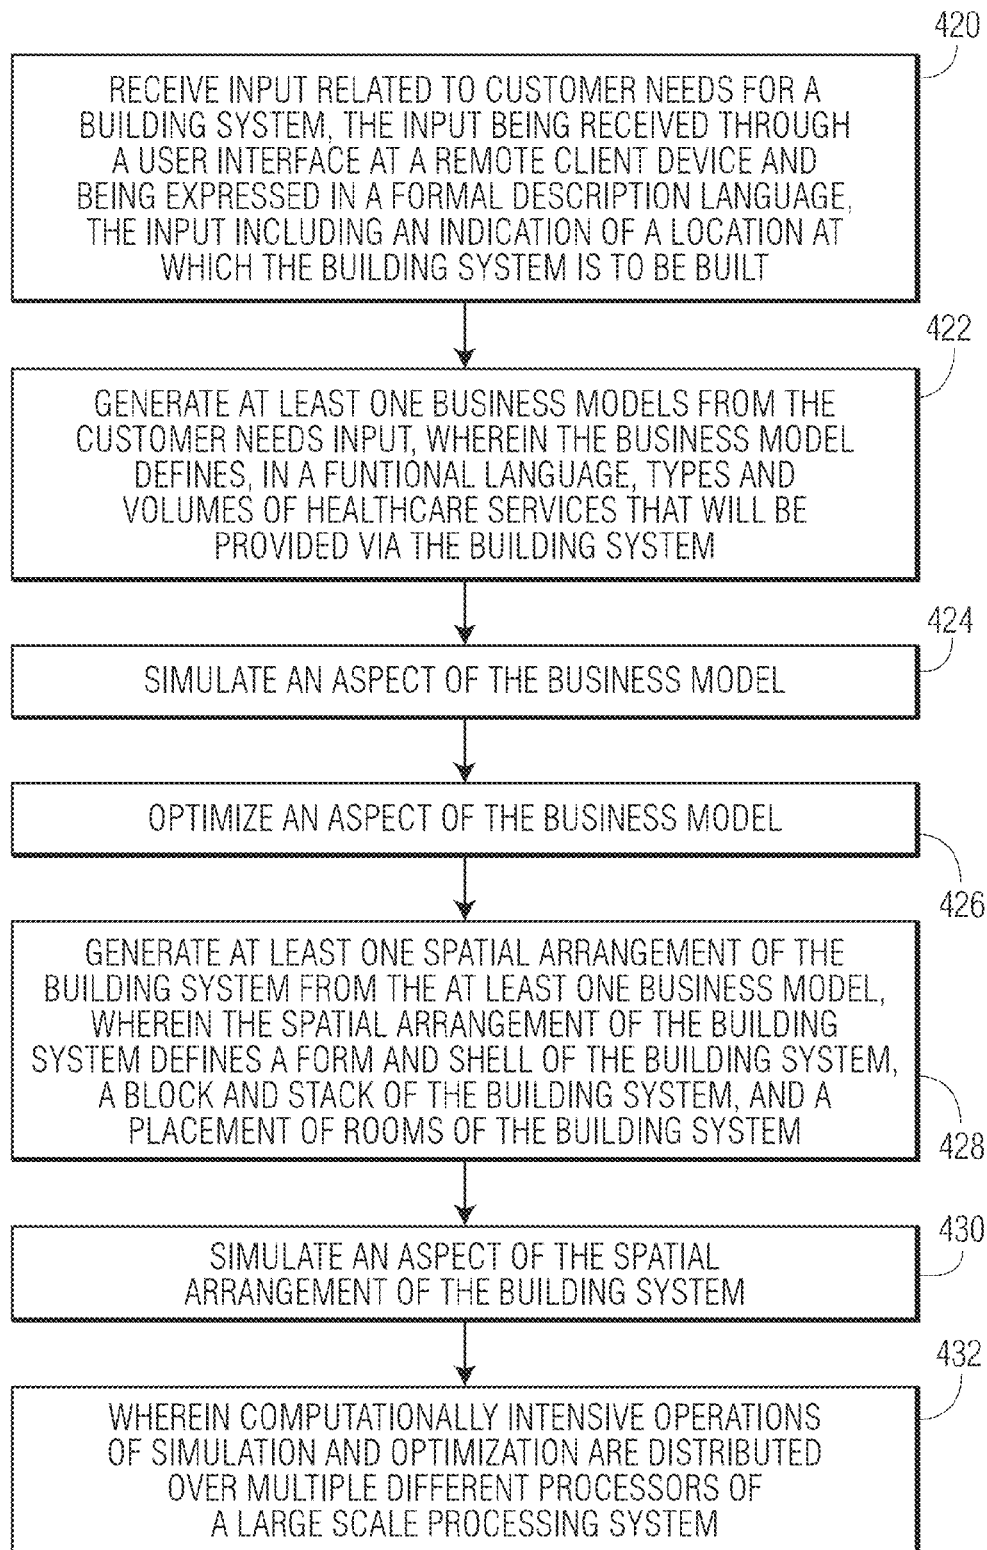 420
RECEIVE INPUT RELATED TO CUSTOMER NEEDS FOR A
BUILDING SYSTEM, THE INPUT BEING RECEIVED THROUGH
A USER INTERFACE AT A REMOTE CLIENT DEVICE AND
BEING EXPRESSED IN A FORMAL DESCRIPTION LANGUAGE,
THE INPUT INCLUDING AN INDICATION OF A LOCATION AT
WHICH THE BUILDING SYSTEM IS TO BE BUILT
422
GENERATE AT LEAST ONE BUSINESS MODELS FROM THE
CUSTOMER NEEDS INPUT, WHEREIN THE BUSINESS MODEL
DEFINES, IN A FUNTIONAL LANGUAGE, TYPES AND
VOLUMES OF HEALTHCARE SERVICES THAT WILL BE
PROVIDED VIA THE BUILDING SYSTEM
424
SIMULATE AN ASPECT OF THE BUSINESS MODEL
OPTIMIZE AN ASPECT OF THE BUSINESS MODEL
426
GENERATE AT LEAST ONE SPATIAL ARRANGEMENT OF THE
BUILDING SYSTEM FROM THE AT LEAST ONE BUSINESS MODEL,
WHEREIN THE SPATIAL ARRANGEMENT OF THE BUILDING
SYSTEM DEFINES A FORM AND SHELL OF THE BUILDING SYSTEM,
A BLOCK AND STACK OF THE BUILDING SYSTEM, AND A
PLACEMENT OF ROOMS OF THE BUILDING SYSTEM
428
430
SIMULATE AN ASPECT OF THE SPATIAL
ARRANGEMENT OF THE BUILDING SYSTEM
432
WHEREIN COMPUTATIONALLY INTENSIVE OPERATIONS
OF SIMULATION AND OPTIMIZATION ARE DISTRIBUTED
OVER MULTIPLE DIFFERENT PROCESSORS OF
A LARGE SCALE PROCESSING SYSTEM